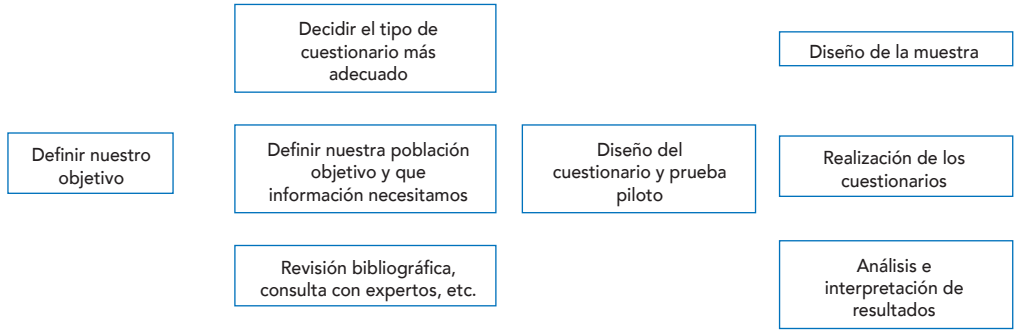 Definir nuestro
objetivo
Decidir el tipo de
cuestionario más
adecuado
Definir nuestra población
objetivo y que
información necesitamos
Revisión bibliográfica,
consulta con expertos, etc.
Diseño del
cuestionario y prueba
piloto
Diseño de la muestra
Realización de los
cuestionarios
Análisis e
interpretación de
resultados